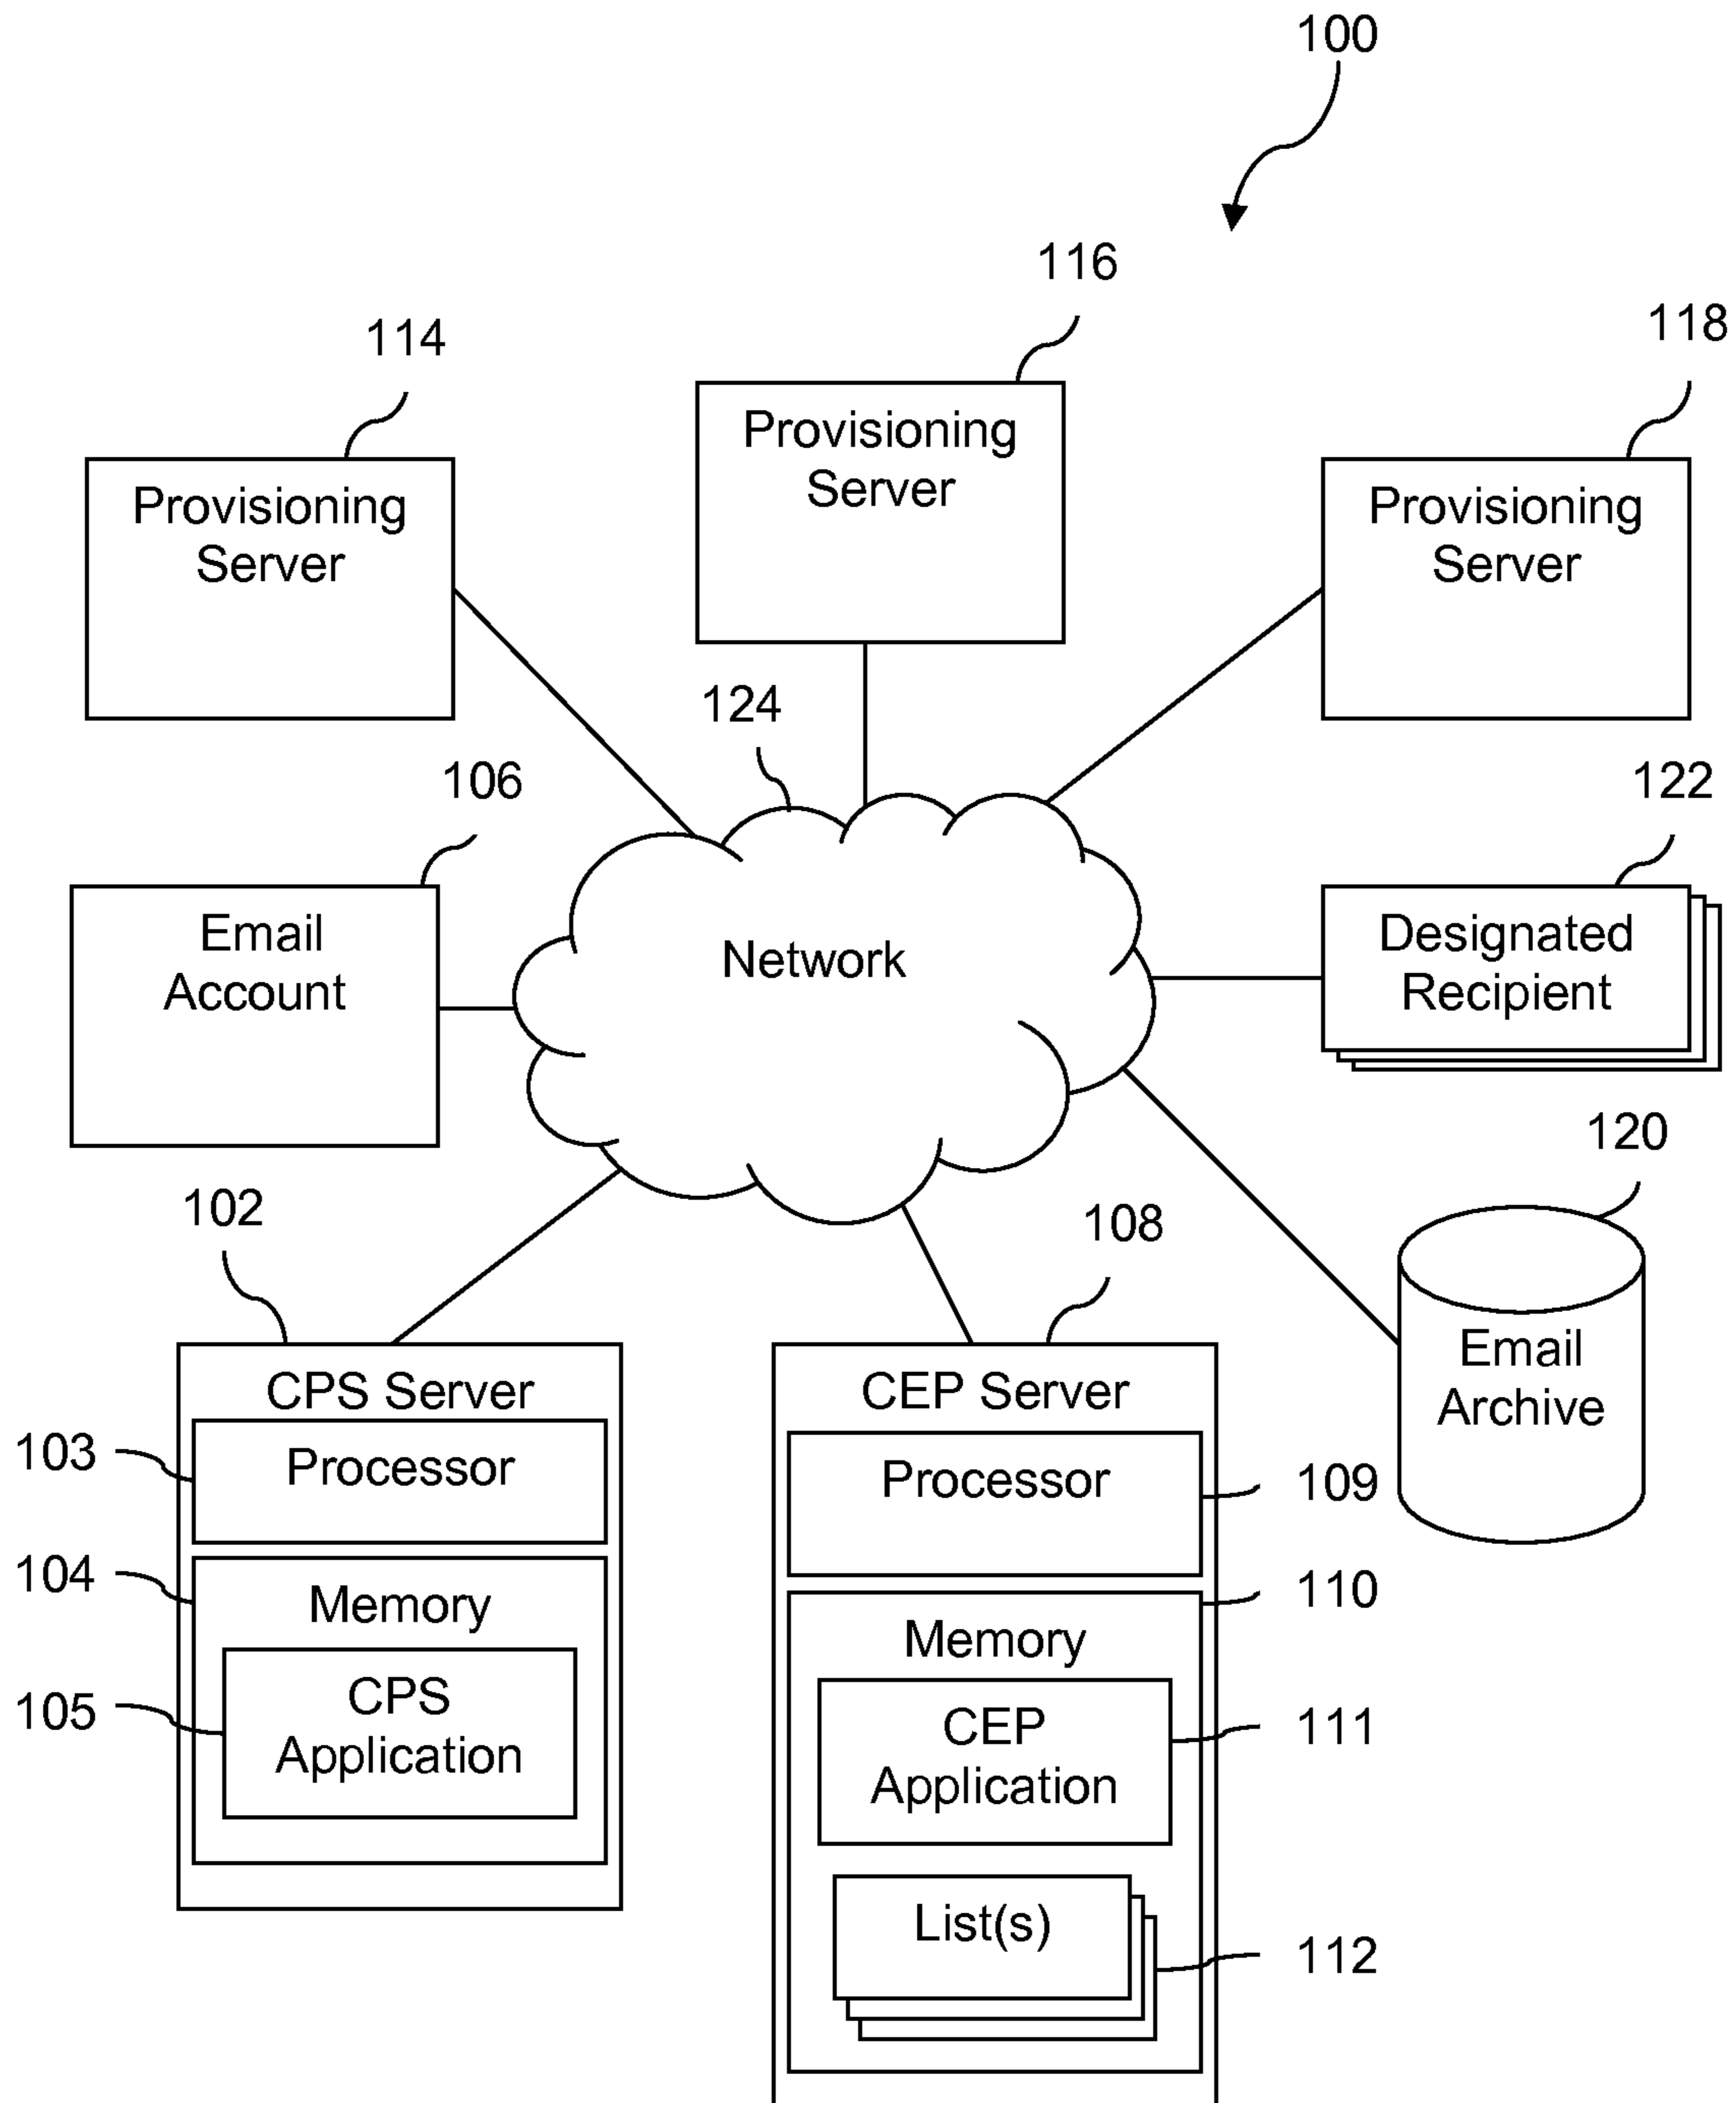 100
116
114
118
Provisioning
Server
Provisioning
Server
Provisioning
Server
124
106
122
Email
Account
Network
Designated
Recipient
120
102
108
CPS Server
CEP Server
Email
Archive
103
Processor
Processor
109
104
Memory
110
Memory
105
CPS
Application
CEP
Application
111
List(s)
112